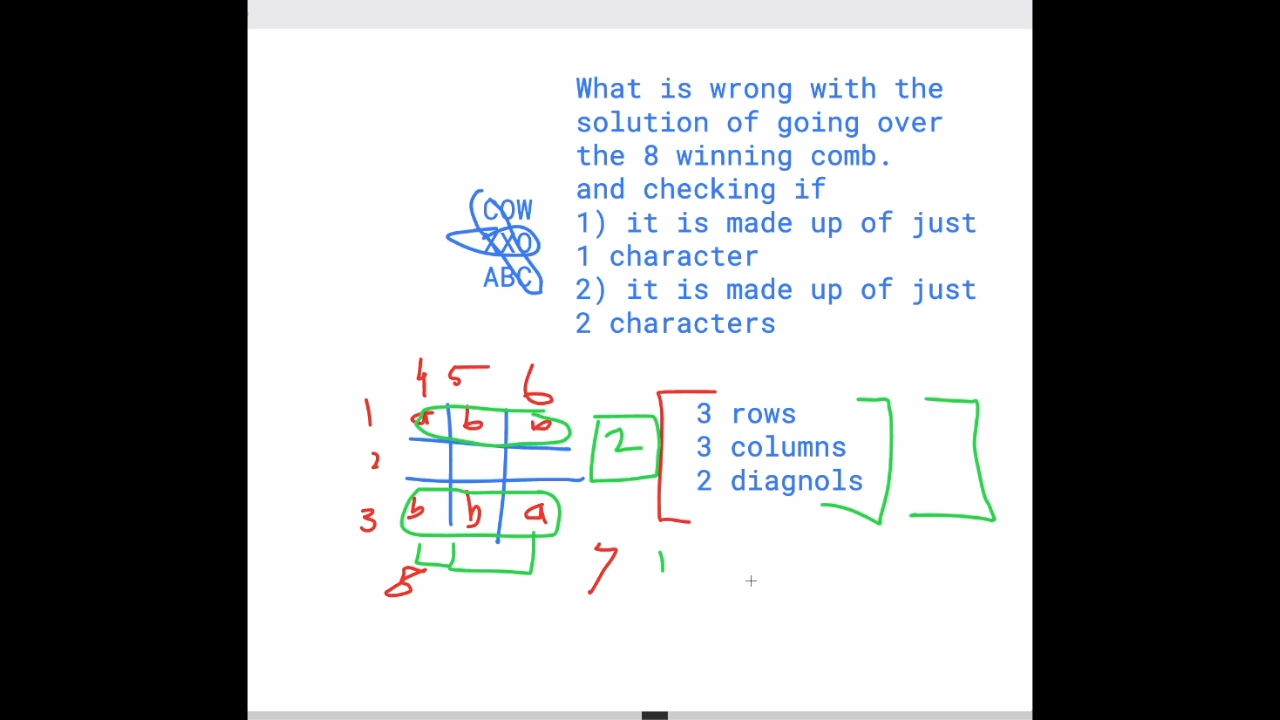 What is wrong with the
solution of going over
the 8 winning comb.
and checking if
1) it is made up of just
1 character
2) it is made up of just
2 characters
COW
XXO
ABC
4 5 6
1 a b b
2
3 b b a
8 7 1
2
3 rows
3 columns
2 diagnols